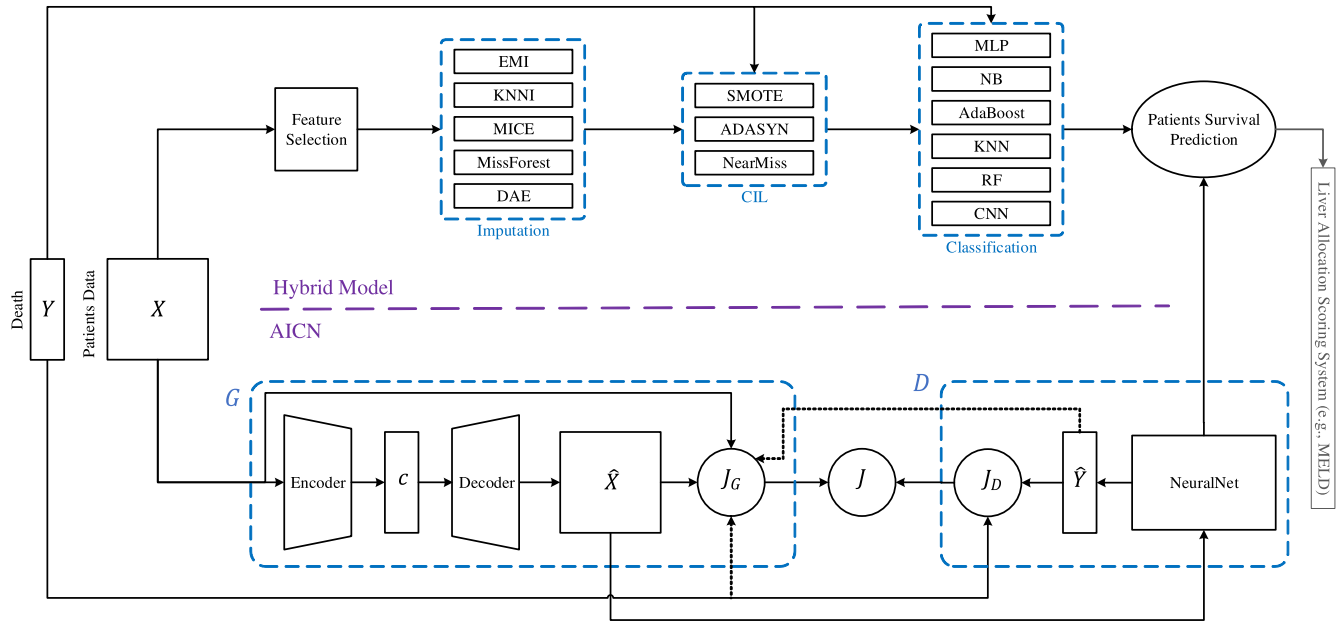 Feature
Selection
EMI
KNNI
MICE
MissForest
DAE
Imputation
SMOTE
ADASYN
NearMiss
CIL
MLP
NB
AdaBoost
KNN
RF
CNN
Classification
Patients Survival
Prediction
Liver Allocation Scoring System (e.g., MELD)
Death
Y
Patients Data
X
Hybrid Model
AICN
G
Encoder
c
Decoder
X̂
J_G
J
D
J_D
Ŷ
NeuralNet